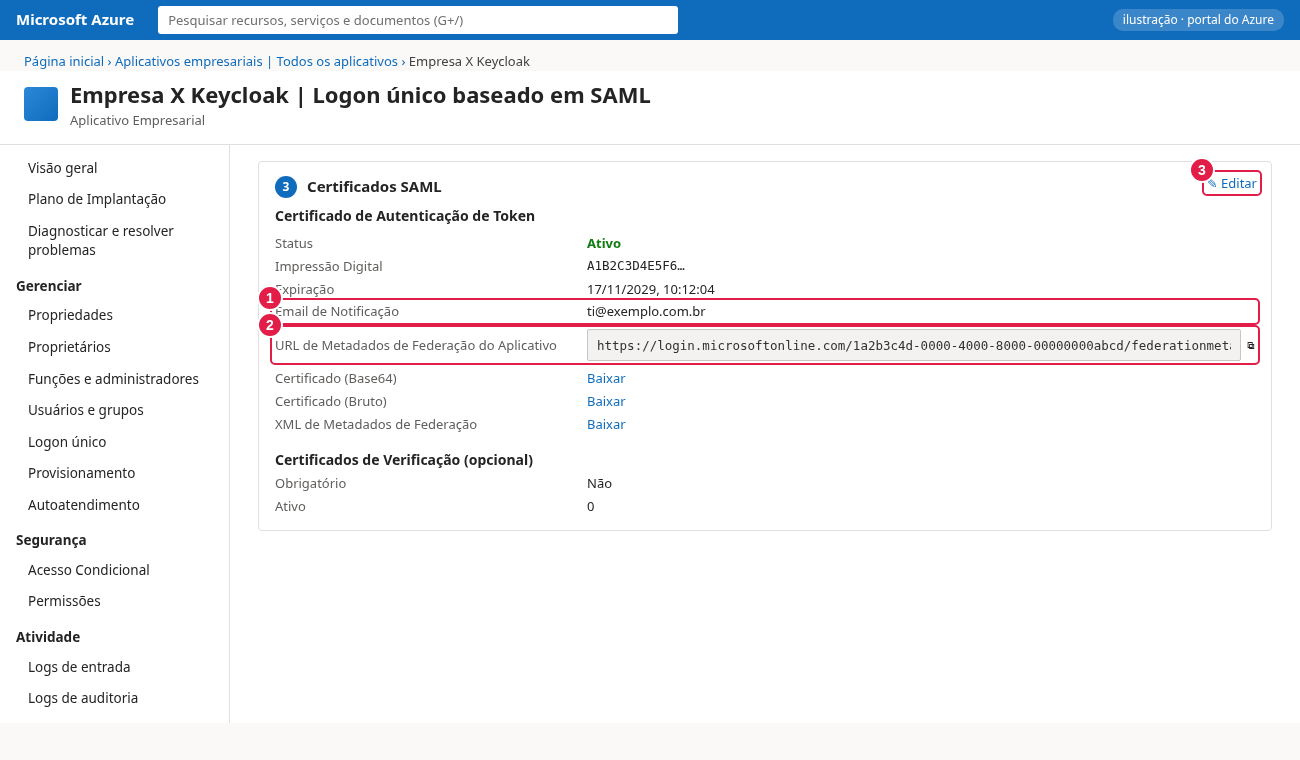 Microsoft Azure
Pesquisar recursos, serviços e documentos (G+/)
ilustração · portal do Azure
Página inicial › Aplicativos empresariais | Todos os aplicativos › Empresa X Keycloak
Empresa X Keycloak | Logon único baseado em SAML
Aplicativo Empresarial
Visão geral
Plano de Implantação
Diagnosticar e resolver
problemas
Gerenciar
Propriedades
Proprietários
Funções e administradores
Usuários e grupos
Logon único
Provisionamento
Autoatendimento
Segurança
Acesso Condicional
Permissões
Atividade
Logs de entrada
Logs de auditoria
3 Certificados SAML
3
✎ Editar
Certificado de Autenticação de Token
Status Ativo
Impressão Digital A1B2C3D4E5F6…
Expiração 17/11/2029, 10:12:04
1
Email de Notificação ti@exemplo.com.br
2
URL de Metadados de Federação do Aplicativo https://login.microsoftonline.com/1a2b3c4d-0000-4000-8000-00000000abcd/federationmeta
Certificado (Base64) Baixar
Certificado (Bruto) Baixar
XML de Metadados de Federação Baixar
Certificados de Verificação (opcional)
Obrigatório Não
Ativo 0